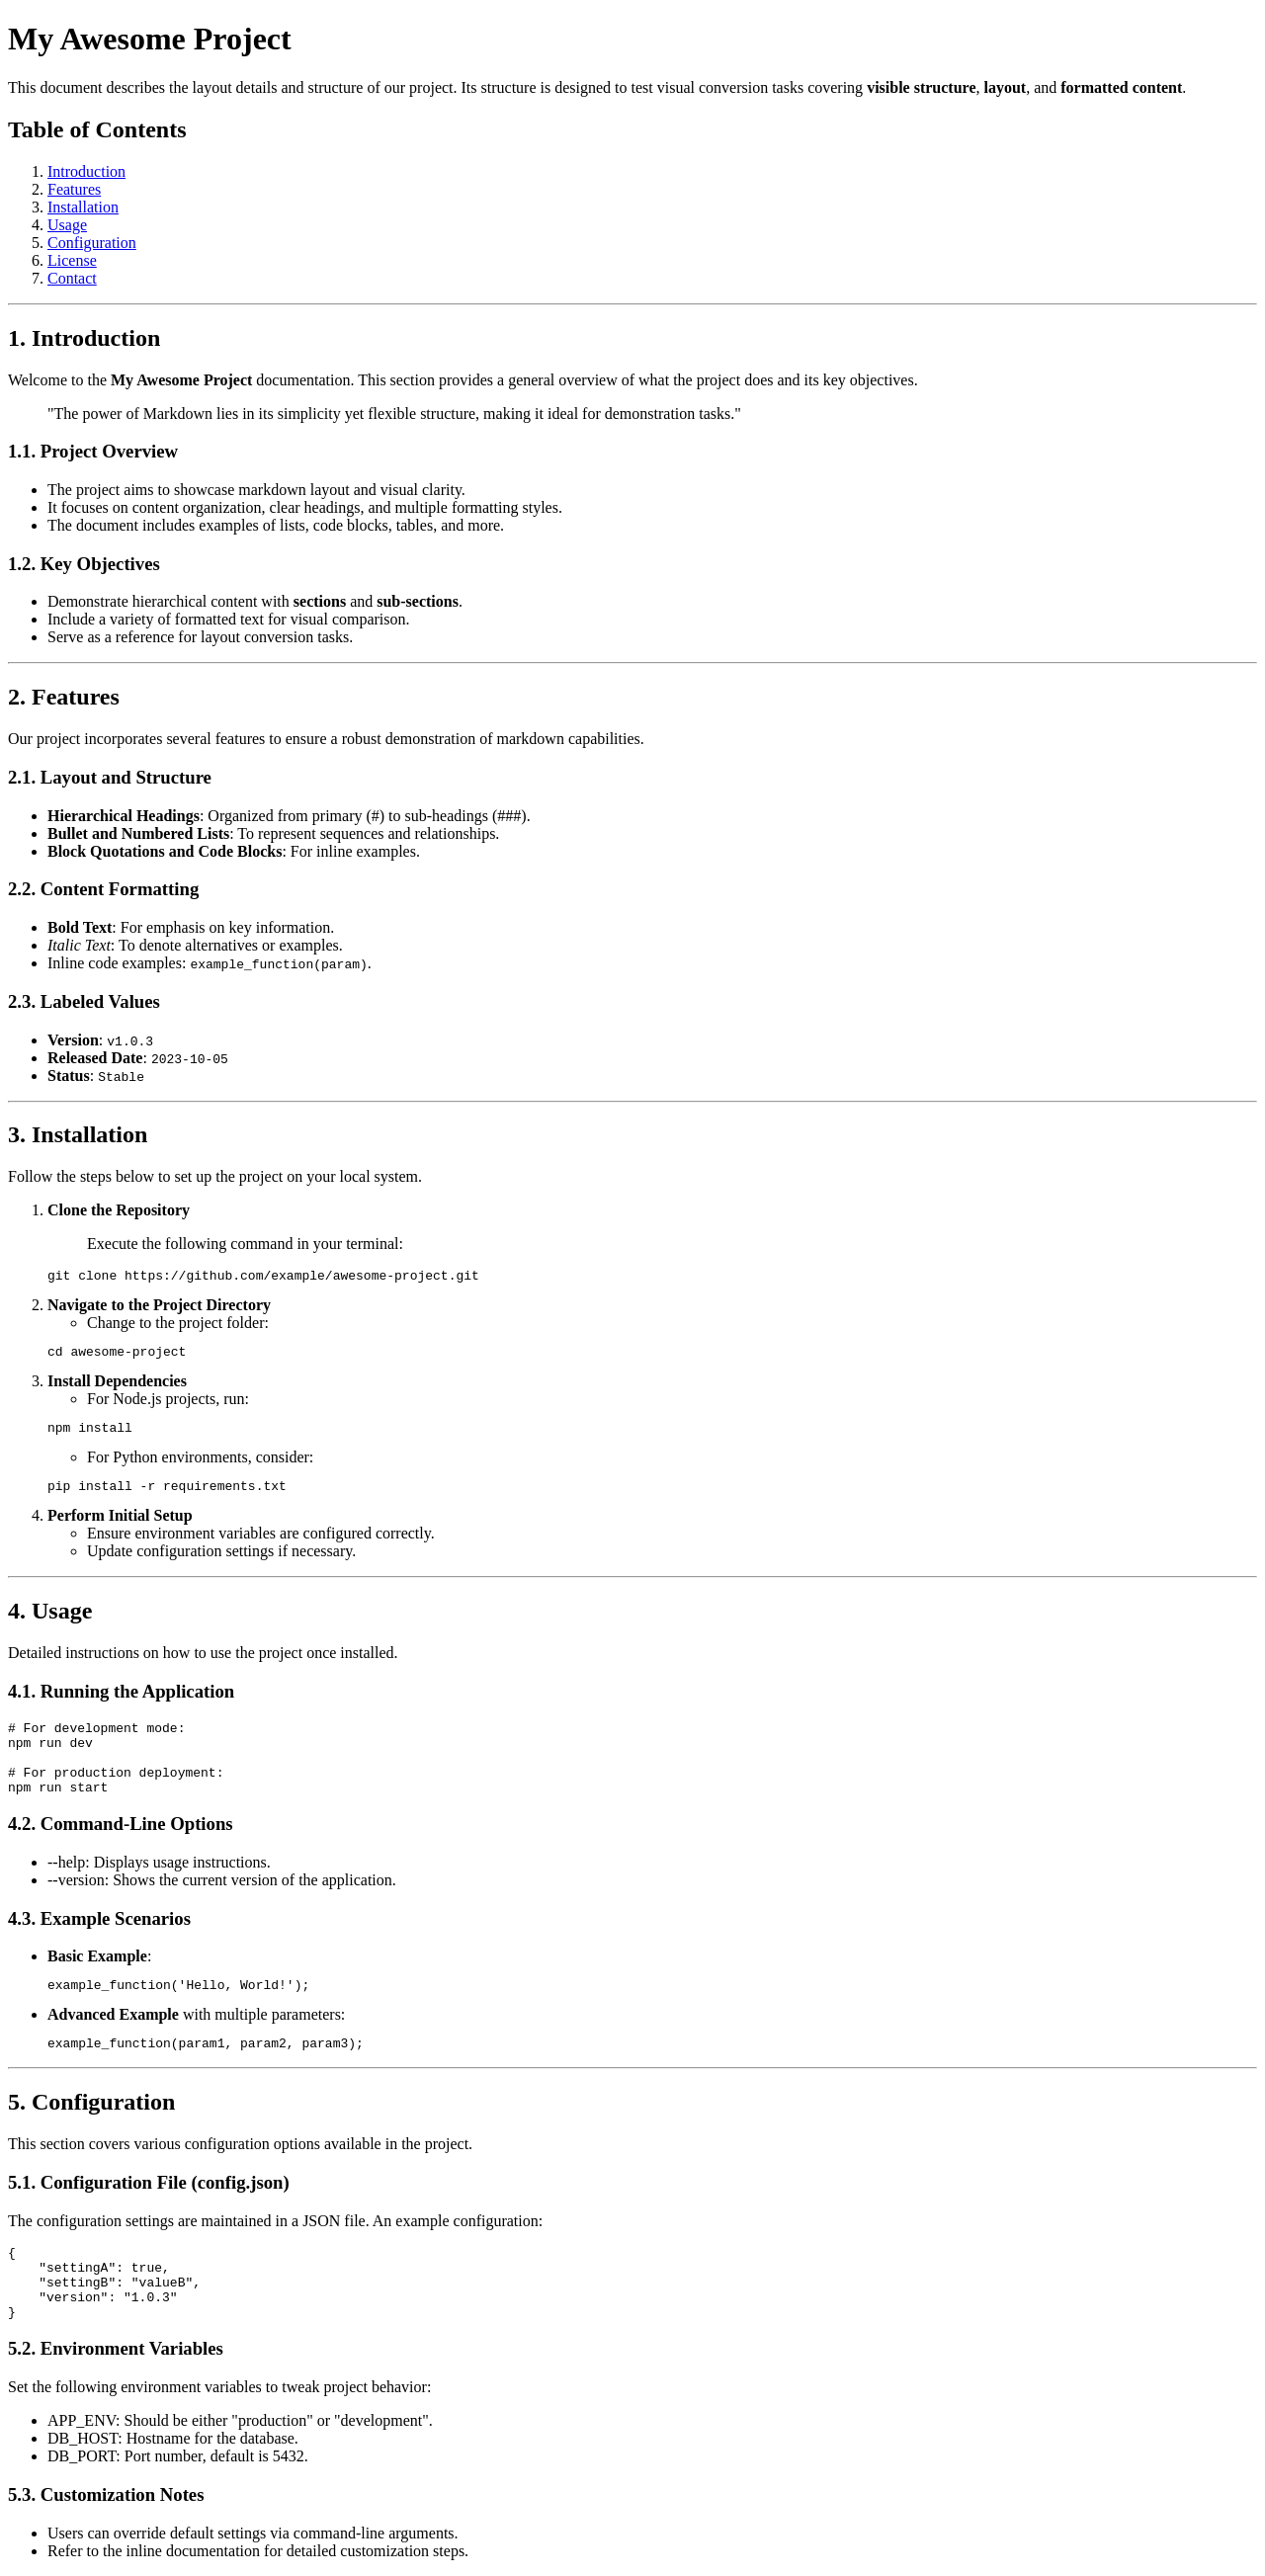 My Awesome Project
This document describes the layout details and structure of our project. Its structure is designed to test visual conversion tasks covering visible structure, layout, and formatted content.
Table of Contents
1. Introduction
2. Features
3. Installation
4. Usage
5. Configuration
6. License
7. Contact
1. Introduction
Welcome to the My Awesome Project documentation. This section provides a general overview of what the project does and its key objectives.
"The power of Markdown lies in its simplicity yet flexible structure, making it ideal for demonstration tasks."
1.1. Project Overview
• The project aims to showcase markdown layout and visual clarity.
• It focuses on content organization, clear headings, and multiple formatting styles.
• The document includes examples of lists, code blocks, tables, and more.
1.2. Key Objectives
• Demonstrate hierarchical content with sections and sub-sections.
• Include a variety of formatted text for visual comparison.
• Serve as a reference for layout conversion tasks.
2. Features
Our project incorporates several features to ensure a robust demonstration of markdown capabilities.
2.1. Layout and Structure
• Hierarchical Headings: Organized from primary (#) to sub-headings (###).
• Bullet and Numbered Lists: To represent sequences and relationships.
• Block Quotations and Code Blocks: For inline examples.
2.2. Content Formatting
• Bold Text: For emphasis on key information.
• Italic Text: To denote alternatives or examples.
• Inline code examples: example_function(param).
2.3. Labeled Values
• Version: v1.0.3
• Released Date: 2023-10-05
• Status: Stable
3. Installation
Follow the steps below to set up the project on your local system.
1. Clone the Repository
Execute the following command in your terminal:
git clone https://github.com/example/awesome-project.git
2. Navigate to the Project Directory
◦ Change to the project folder:
cd awesome-project
3. Install Dependencies
◦ For Node.js projects, run:
npm install
◦ For Python environments, consider:
pip install -r requirements.txt
4. Perform Initial Setup
◦ Ensure environment variables are configured correctly.
◦ Update configuration settings if necessary.
4. Usage
Detailed instructions on how to use the project once installed.
4.1. Running the Application
# For development mode:
npm run dev
# For production deployment:
npm run start
4.2. Command-Line Options
• --help: Displays usage instructions.
• --version: Shows the current version of the application.
4.3. Example Scenarios
• Basic Example:
example_function('Hello, World!');
• Advanced Example with multiple parameters:
example_function(param1, param2, param3);
5. Configuration
This section covers various configuration options available in the project.
5.1. Configuration File (config.json)
The configuration settings are maintained in a JSON file. An example configuration:
{
    "settingA": true,
    "settingB": "valueB",
    "version": "1.0.3"
}
5.2. Environment Variables
Set the following environment variables to tweak project behavior:
• APP_ENV: Should be either "production" or "development".
• DB_HOST: Hostname for the database.
• DB_PORT: Port number, default is 5432.
5.3. Customization Notes
• Users can override default settings via command-line arguments.
• Refer to the inline documentation for detailed customization steps.